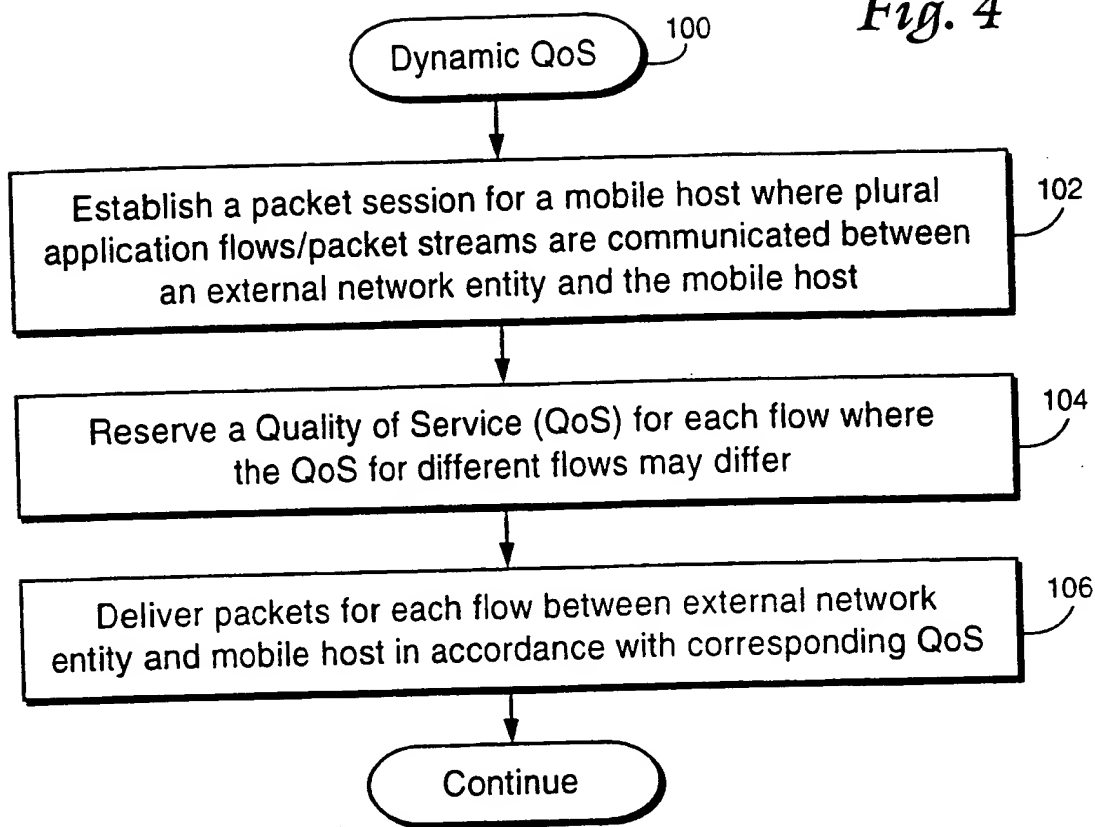 Fig. 4
Dynamic QoS
100
Establish a packet session for a mobile host where plural
application flows/packet streams are communicated between
an external network entity and the mobile host
102
Reserve a Quality of Service (QoS) for each flow where
the QoS for different flows may differ
104
Deliver packets for each flow between external network
entity and mobile host in accordance with corresponding QoS
106
Continue